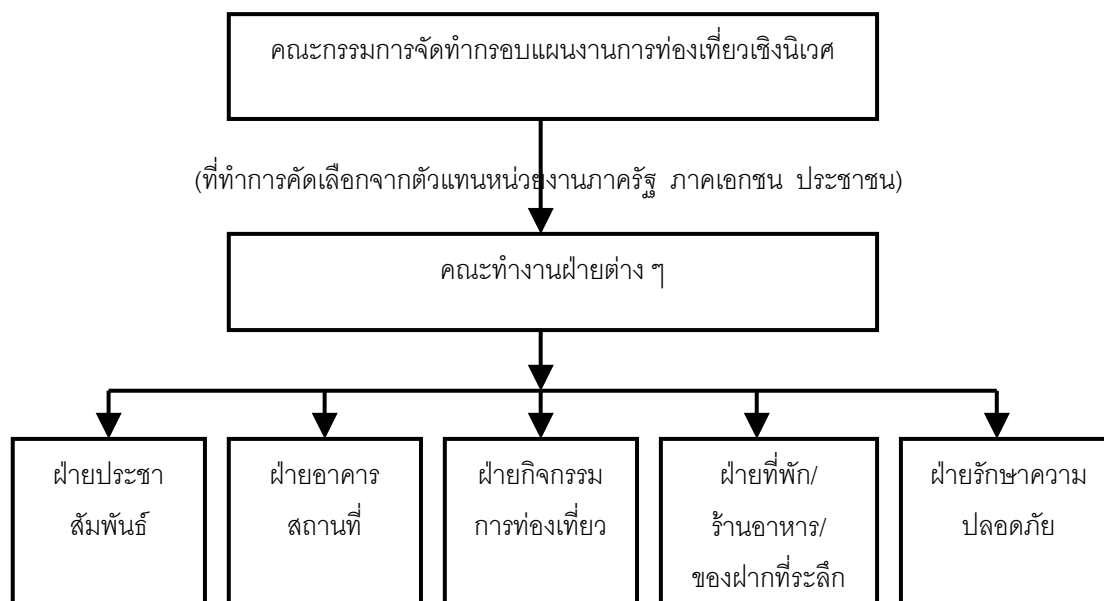 คณะกรรมการจัดทำกรอบแผนงานการท่องเที่ยวเชิงนิเวศ
(ที่ทำการคัดเลือกจากตัวแทนหน่วยงานภาครัฐ ภาคเอกชน ประชาชน)
คณะทำงานฝ่ายต่าง ๆ
ฝ่ายประชา
สัมพันธ์
ฝ่ายอาคาร
สถานที่
ฝ่ายกิจกรรม
การท่องเที่ยว
ฝ่ายที่พัก/
ร้านอาหาร/
ของฝากที่ระลึก
ฝ่ายรักษาความ
ปลอดภัย